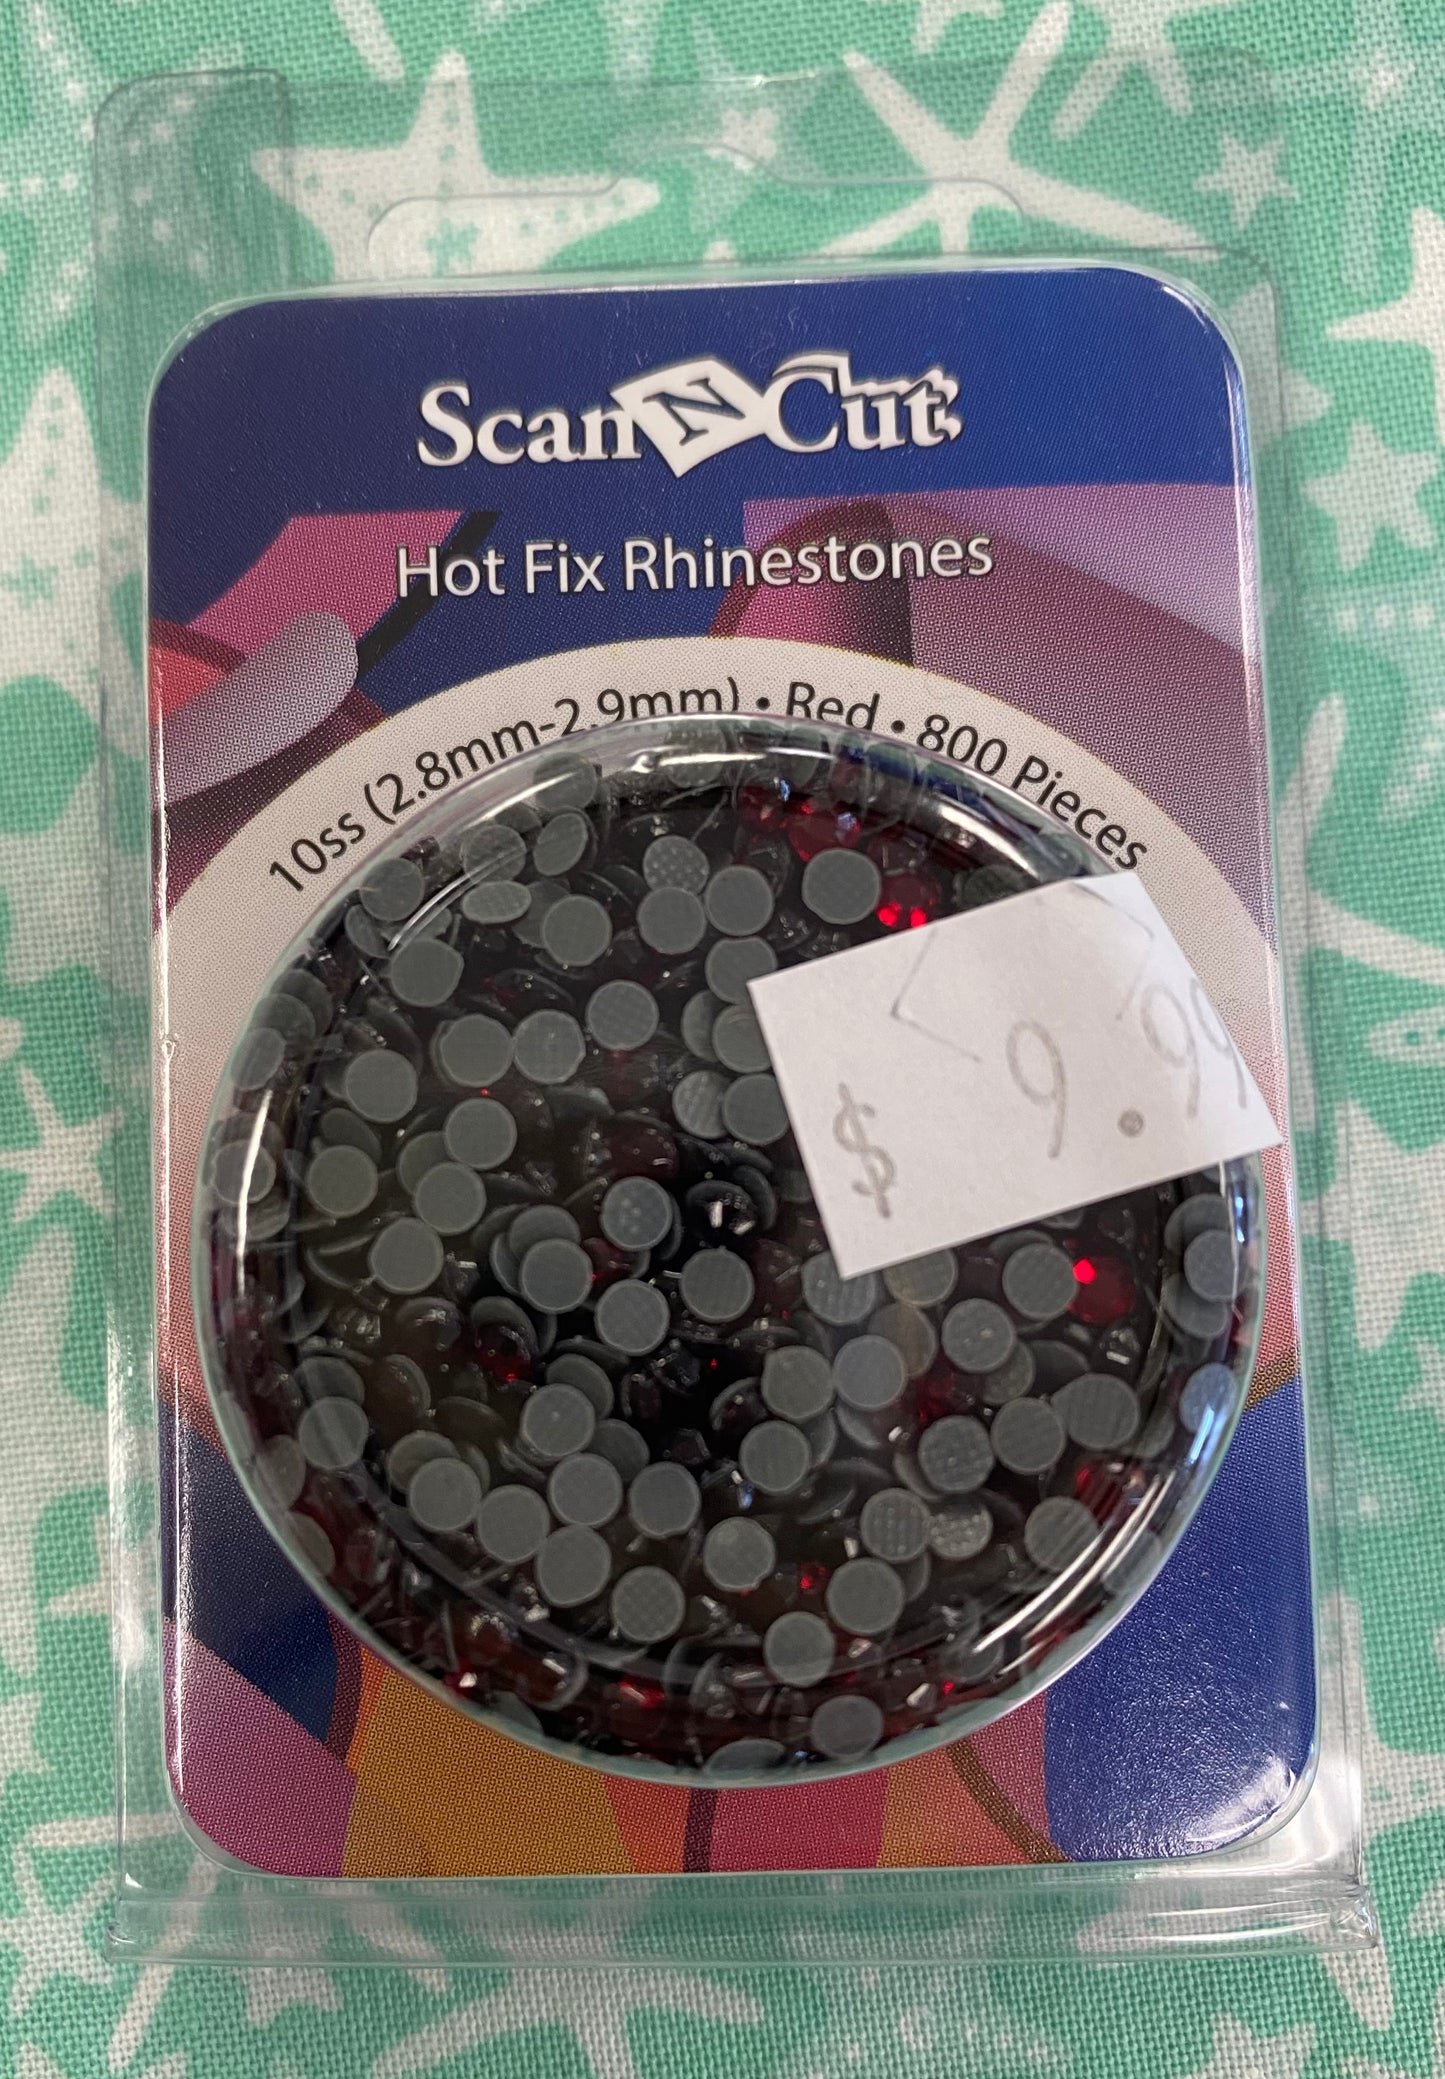 ScanNCut
Hot Fix Rhinestones
10ss (2.8mm-2.9mm) • Red • 800 Pieces
$ 9.99